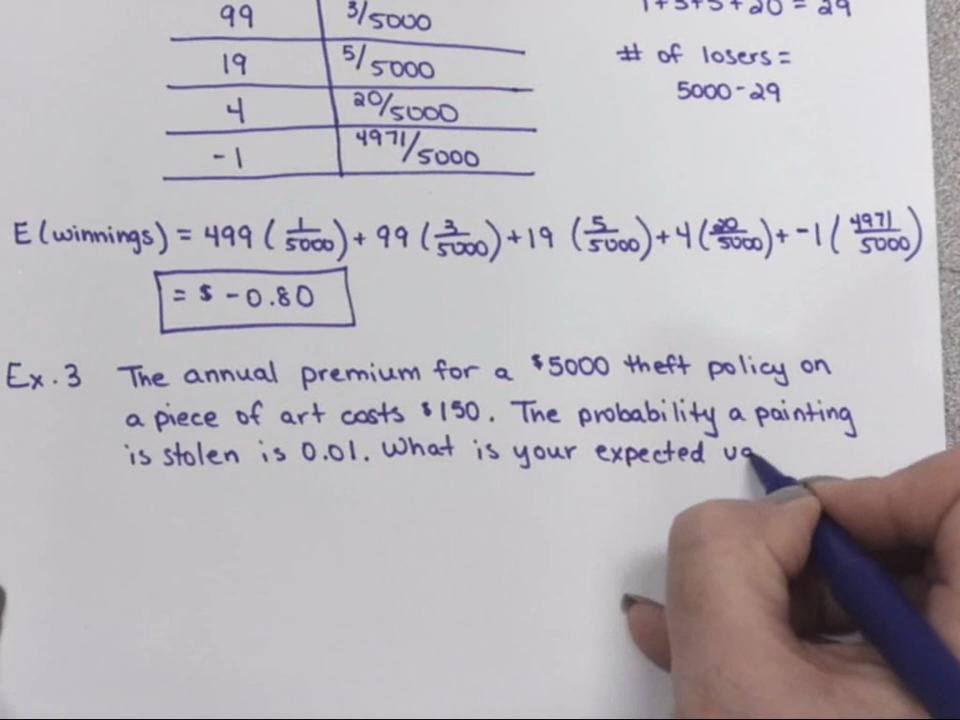 99 3/5000
1+3+5+20 = 29
19 5/5000
# of losers =
4 20/5000
5000-29
-1 4971/5000
E (winnings) = 499 (1/5000) + 99 (3/5000) + 19 (5/5000) + 4 (20/5000) + -1 (4971/5000)
= $ -0.80
Ex. 3 The annual premium for a $5000 theft policy on
a piece of art costs $150. The probability a painting
is stolen is 0.01. What is your expected va